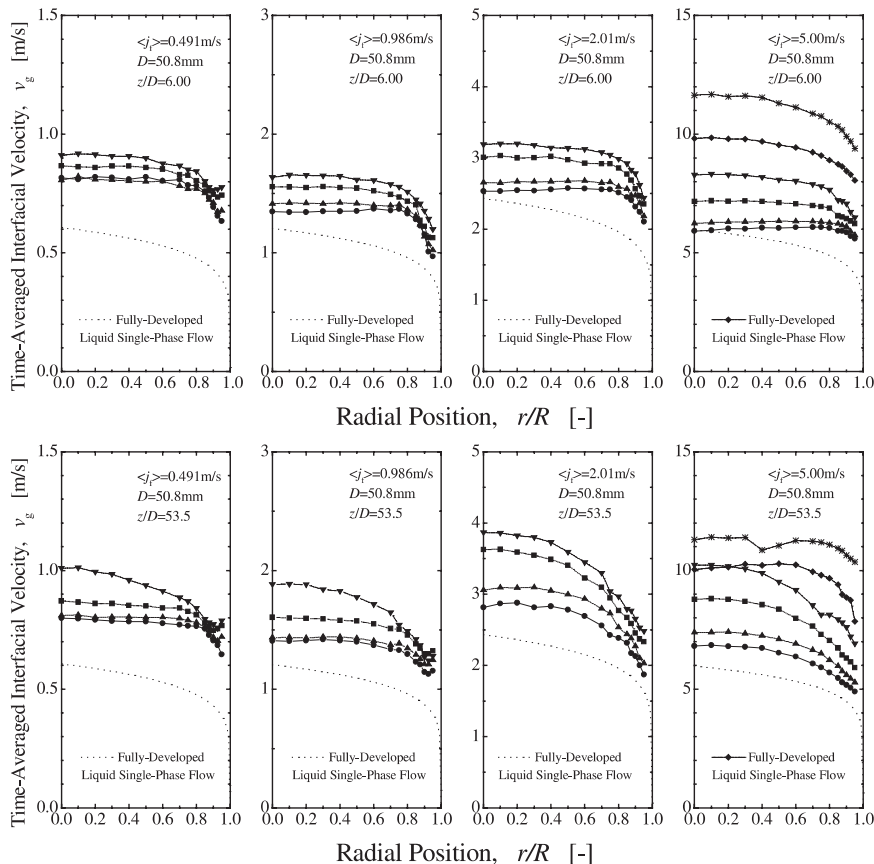 Time-Averaged Interfacial Velocity, vg [m/s]
1.5
1.0
0.5
0.0
<jf>=0.491m/s
D=50.8mm
z/D=6.00
Fully-Developed
Liquid Single-Phase Flow
0.0 0.2 0.4 0.6 0.8 1.0
3
2
1
0
<jf>=0.986m/s
D=50.8mm
z/D=6.00
Fully-Developed
Liquid Single-Phase Flow
0.0 0.2 0.4 0.6 0.8 1.0
5
4
3
2
1
0
<jf>=2.01m/s
D=50.8mm
z/D=6.00
Fully-Developed
Liquid Single-Phase Flow
0.0 0.2 0.4 0.6 0.8 1.0
15
10
5
0
<jf>=5.00m/s
D=50.8mm
z/D=6.00
Fully-Developed
Liquid Single-Phase Flow
0.0 0.2 0.4 0.6 0.8 1.0
Radial Position, r/R [-]
Time-Averaged Interfacial Velocity, vg [m/s]
1.5
1.0
0.5
0.0
<jf>=0.491m/s
D=50.8mm
z/D=53.5
Fully-Developed
Liquid Single-Phase Flow
0.0 0.2 0.4 0.6 0.8 1.0
3
2
1
0
<jf>=0.986m/s
D=50.8mm
z/D=53.5
Fully-Developed
Liquid Single-Phase Flow
0.0 0.2 0.4 0.6 0.8 1.0
5
4
3
2
1
0
<jf>=2.01m/s
D=50.8mm
z/D=53.5
Fully-Developed
Liquid Single-Phase Flow
0.0 0.2 0.4 0.6 0.8 1.0
15
10
5
0
<jf>=5.00m/s
D=50.8mm
z/D=53.5
Fully-Developed
Liquid Single-Phase Flow
0.0 0.2 0.4 0.6 0.8 1.0
Radial Position, r/R [-]